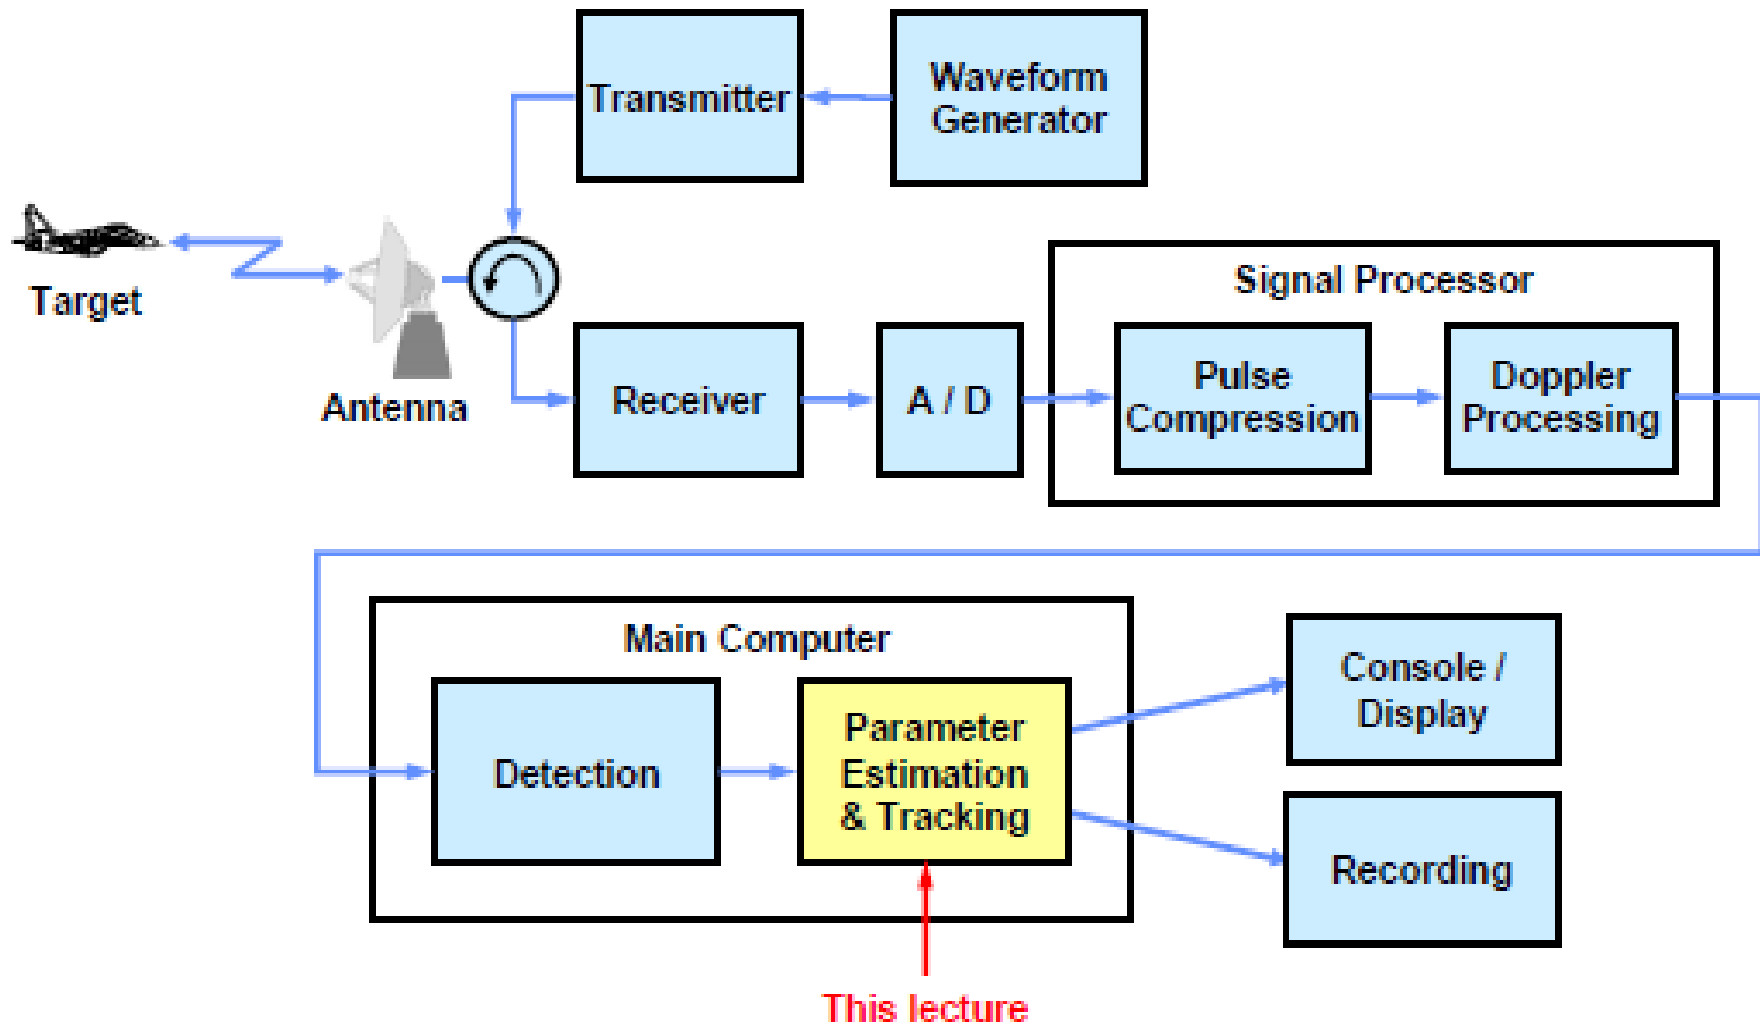 Transmitter
Waveform
Generator
Target
Antenna
Signal Processor
Receiver
A / D
Pulse
Compression
Doppler
Processing
Main Computer
Detection
Parameter
Estimation
& Tracking
Console /
Display
Recording
This lecture